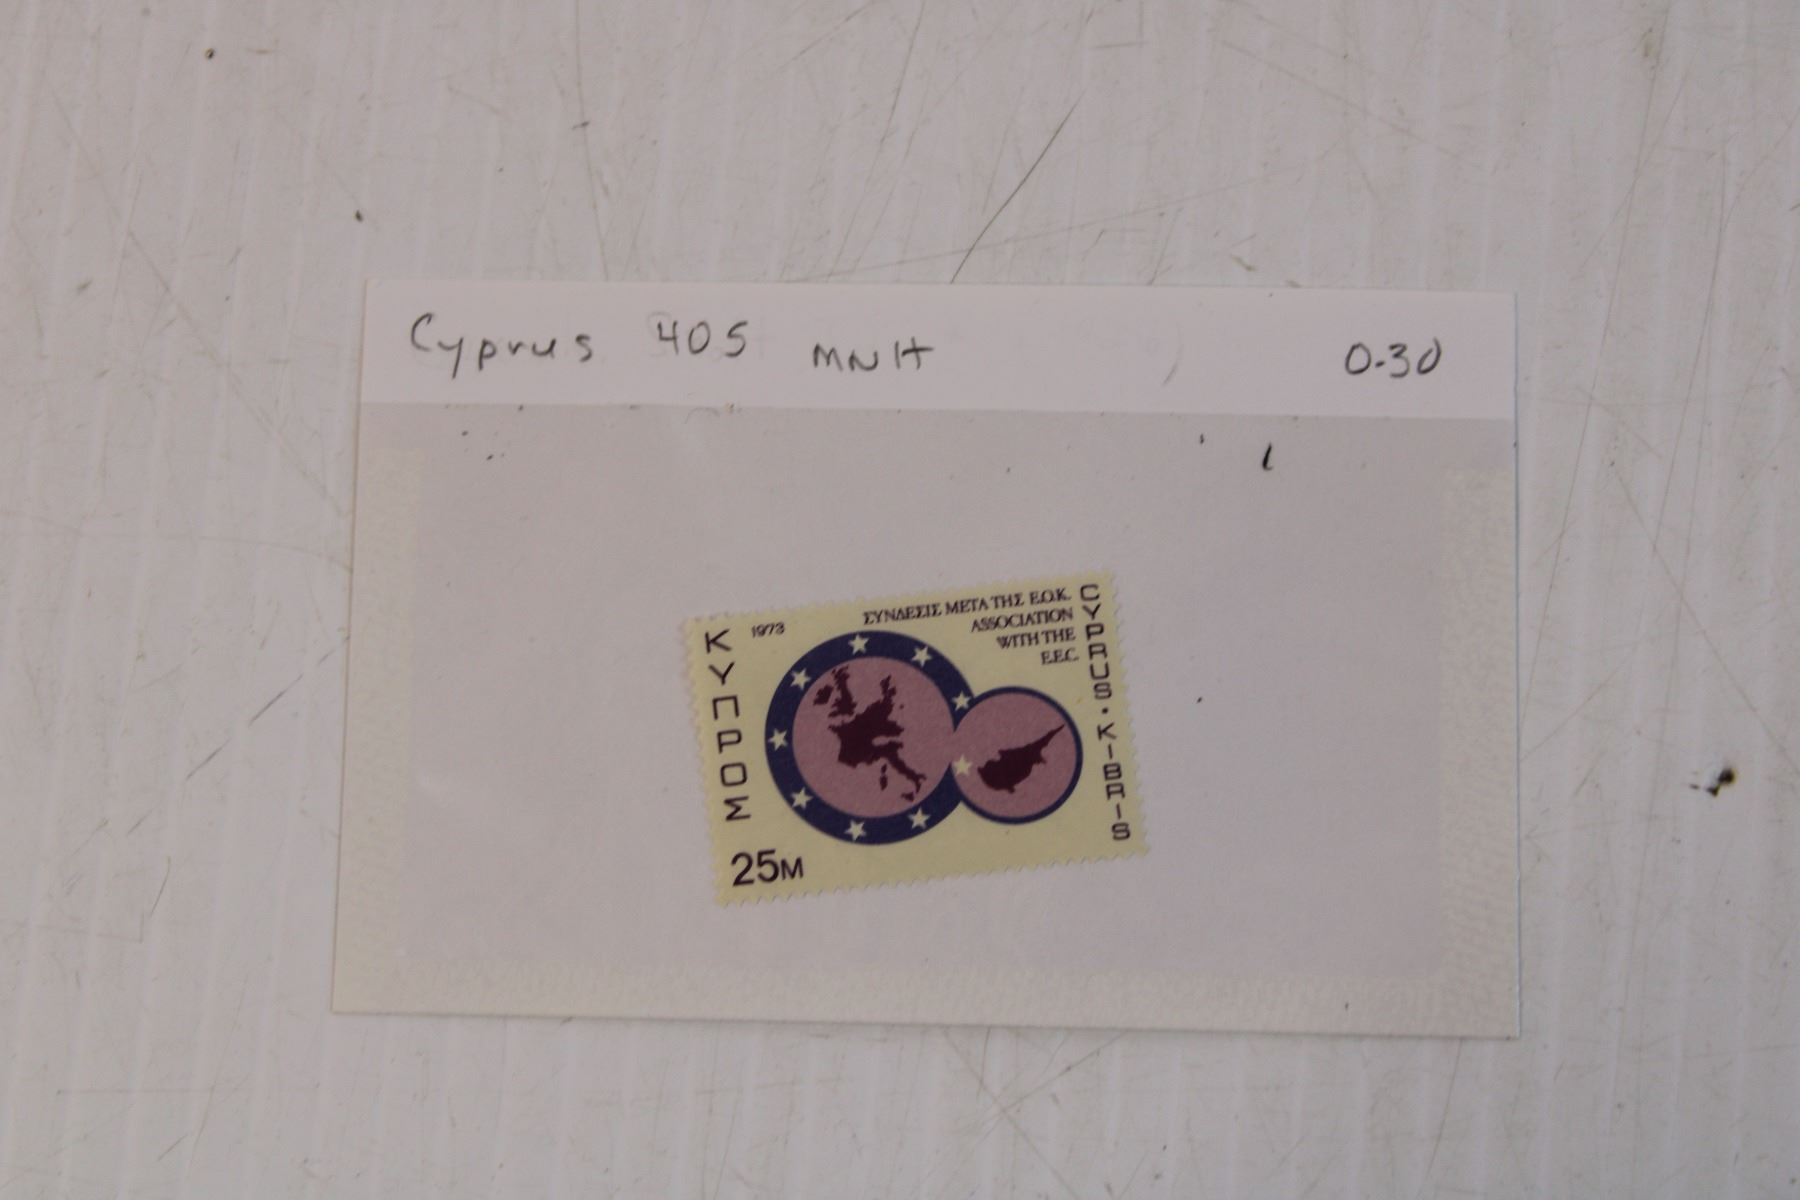 Cyprus 405 MNH 0.30
ΚΥΠΡΟΣ
1973
ΣΥΝΔΕΣΙΣ ΜΕΤΑ ΤΗΣ Ε.Ο.Κ.
ASSOCIATION
WITH THE
E.E.C.
CYPRUS · KIBRIS
25M